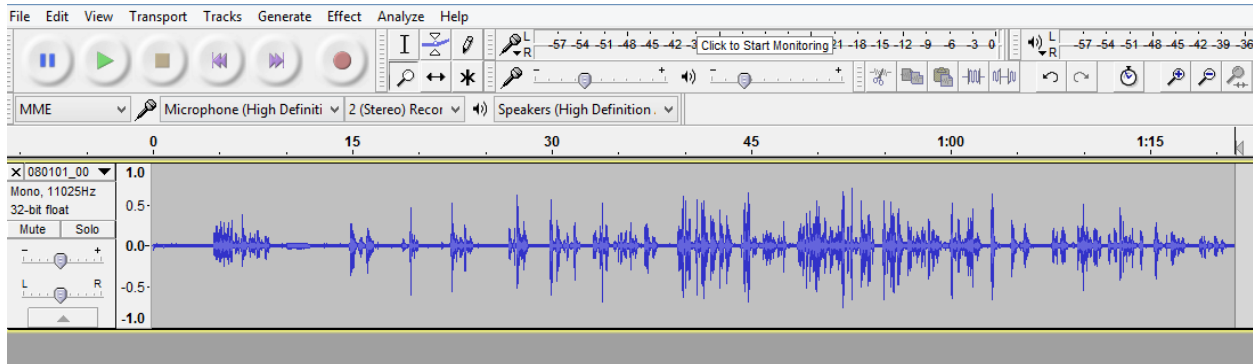 File Edit View Transport Tracks Generate Effect Analyze Help
L R -57 -54 -51 -48 -45 -42 -3 Click to Start Monitoring 21 -18 -15 -12 -9 -6 -3 0 L R -57 -54 -51 -48 -45 -42 -39 -36
- + - +
MME Microphone (High Definiti 2 (Stereo) Recor Speakers (High Definition .
0 15 30 45 1:00 1:15
X 080101_00 1.0
Mono, 11025Hz
32-bit float 0.5-
Mute Solo
- + 0.0-
L R -0.5-
-1.0